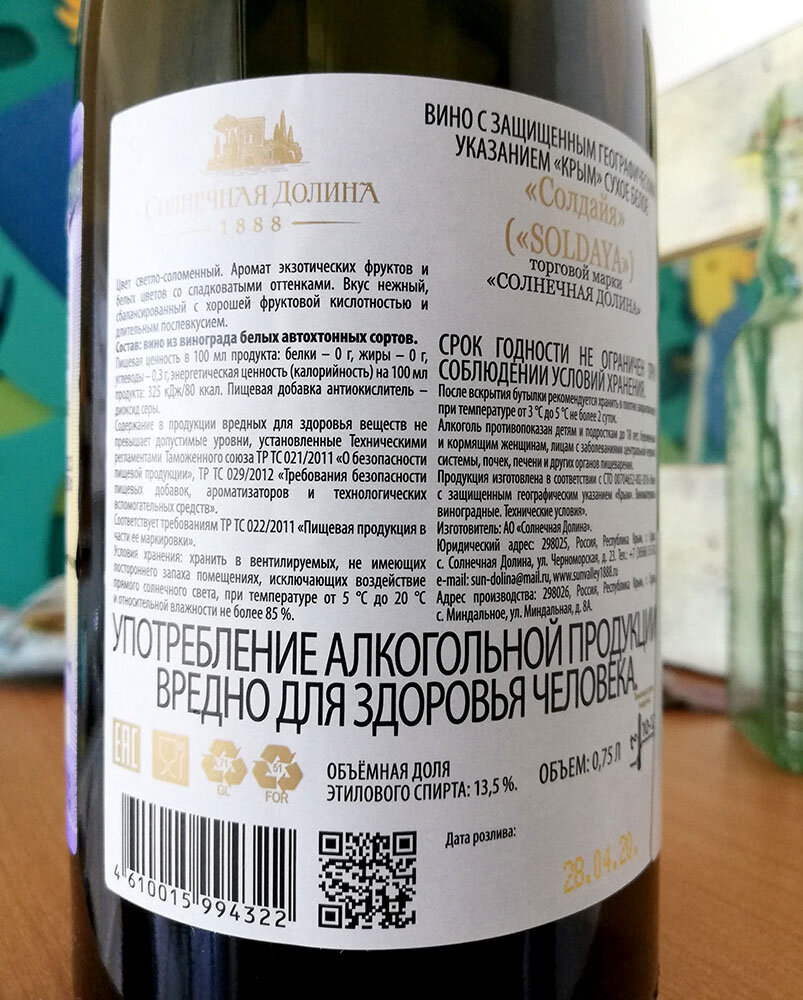 СОЛНЕЧНАЯ ДОЛИНА
1888
Цвет светло-соломенный. Аромат экзотических фруктов и
белых цветов со сладковатыми оттенками. Вкус нежный,
сбалансированный с хорошей фруктовой кислотностью и
длительным послевкусием.
Состав: вино из винограда белых автохтонных сортов.
Пищевая ценность в 100 мл продукта: белки – 0 г, жиры – 0 г,
углеводы – 0,3 г, энергетическая ценность (калорийность) на 100 мл
продукта: 325 кДж/80 ккал. Пищевая добавка антиокислитель –
диоксид серы.
Содержание в продукции вредных для здоровья веществ не
превышает допустимые уровни, установленные Техническими
регламентами Таможенного союза ТР ТС 021/2011 «О безопасности
пищевой продукции», ТР ТС 029/2012 «Требования безопасности
пищевых добавок, ароматизаторов и технологических
вспомогательных средств».
Соответствует требованиям ТР ТС 022/2011 «Пищевая продукция в
части ее маркировки».
Условия хранения: хранить в вентилируемых, не имеющих
постороннего запаха помещениях, исключающих воздействие
прямого солнечного света, при температуре от 5 °С до 20 °С
и относительной влажности не более 85 %.
ВИНО С ЗАЩИЩЕННЫМ ГЕОГРАФИЧЕСКИМ
УКАЗАНИЕМ «КРЫМ» СУХОЕ БЕЛОЕ
«Солдайя»
(«SOLDAYA»)
торговой марки
«СОЛНЕЧНАЯ ДОЛИНА»
СРОК ГОДНОСТИ НЕ ОГРАНИЧЕН ПРИ
СОБЛЮДЕНИИ УСЛОВИЙ ХРАНЕНИЯ.
После вскрытия бутылки рекомендуется хранить в плотно
при температуре от 3 °С до 5 °С не более 2 суток.
Алкоголь противопоказан детям и подросткам до 18 лет,
и кормящим женщинам, лицам с заболеваниями центральной нервной
системы, почек, печени и других органов пищеварения.
Продукция изготовлена в соответствии с СТО
с защищенным географическим указанием «Крым».
виноградные. Технические условия».
Изготовитель: АО «Солнечная Долина».
Юридический адрес: 298025, Россия, Республика Крым, г.
с. Солнечная Долина, ул. Черноморская, д. 23. Тел.: +7
e-mail: sun-dolina@mail.ru, www.sunvalley1888.ru
Адрес производства: 298026, Россия, Республика Крым, г.
с. Миндальное, ул. Миндальная, д. 8А.
УПОТРЕБЛЕНИЕ АЛКОГОЛЬНОЙ ПРОДУКЦИИ
ВРЕДНО ДЛЯ ЗДОРОВЬЯ ЧЕЛОВЕКА.
EAC
71
GL
51
FOR
ОБЪЁМНАЯ ДОЛЯ
ЭТИЛОВОГО СПИРТА: 13,5 %.
ОБЪЕМ: 0,75 Л
Дата розлива:
28.04.20.
4 610015 994322